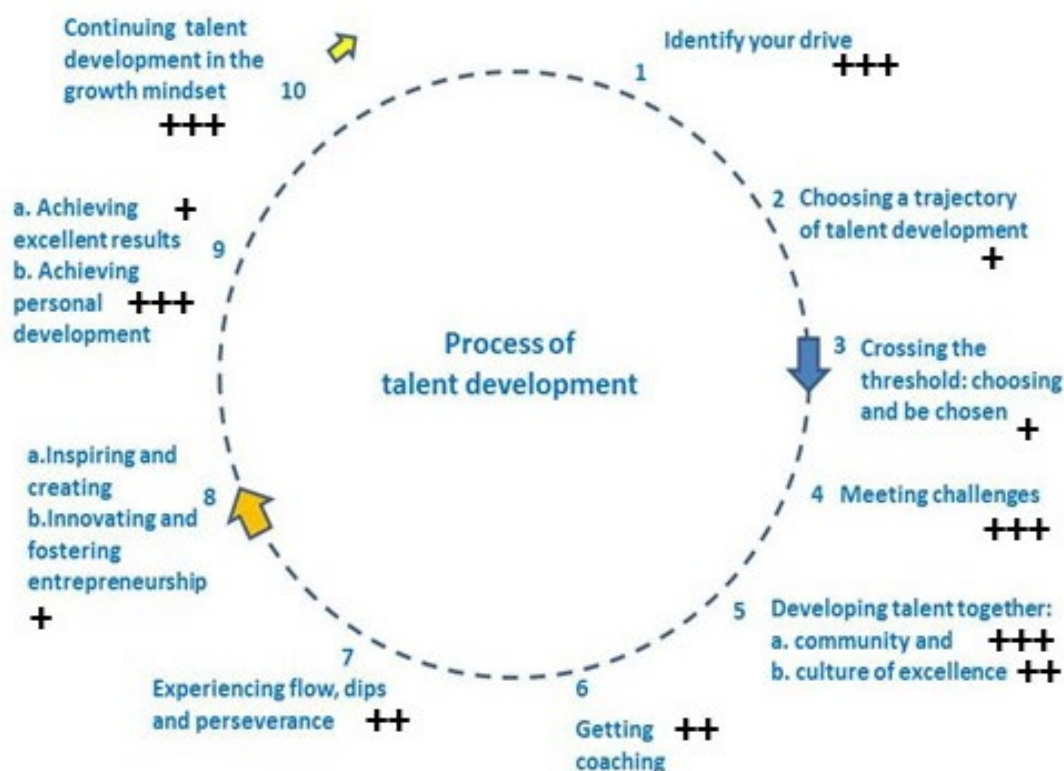 Process of
talent development
1
Identify your drive
+++
2
Choosing a trajectory
of talent development
+
3
Crossing the
threshold: choosing
and be chosen
+
4
Meeting challenges
+++
5
Developing talent together:
a. community and +++
b. culture of excellence ++
6
Getting ++
coaching
7
Experiencing flow, dips
and perseverance ++
8
a.Inspiring and
creating
b.Innovating and
fostering
entrepreneurship
+
9
a. Achieving +
excellent results
b. Achieving
personal +++
development
10
Continuing talent
development in the
growth mindset
+++